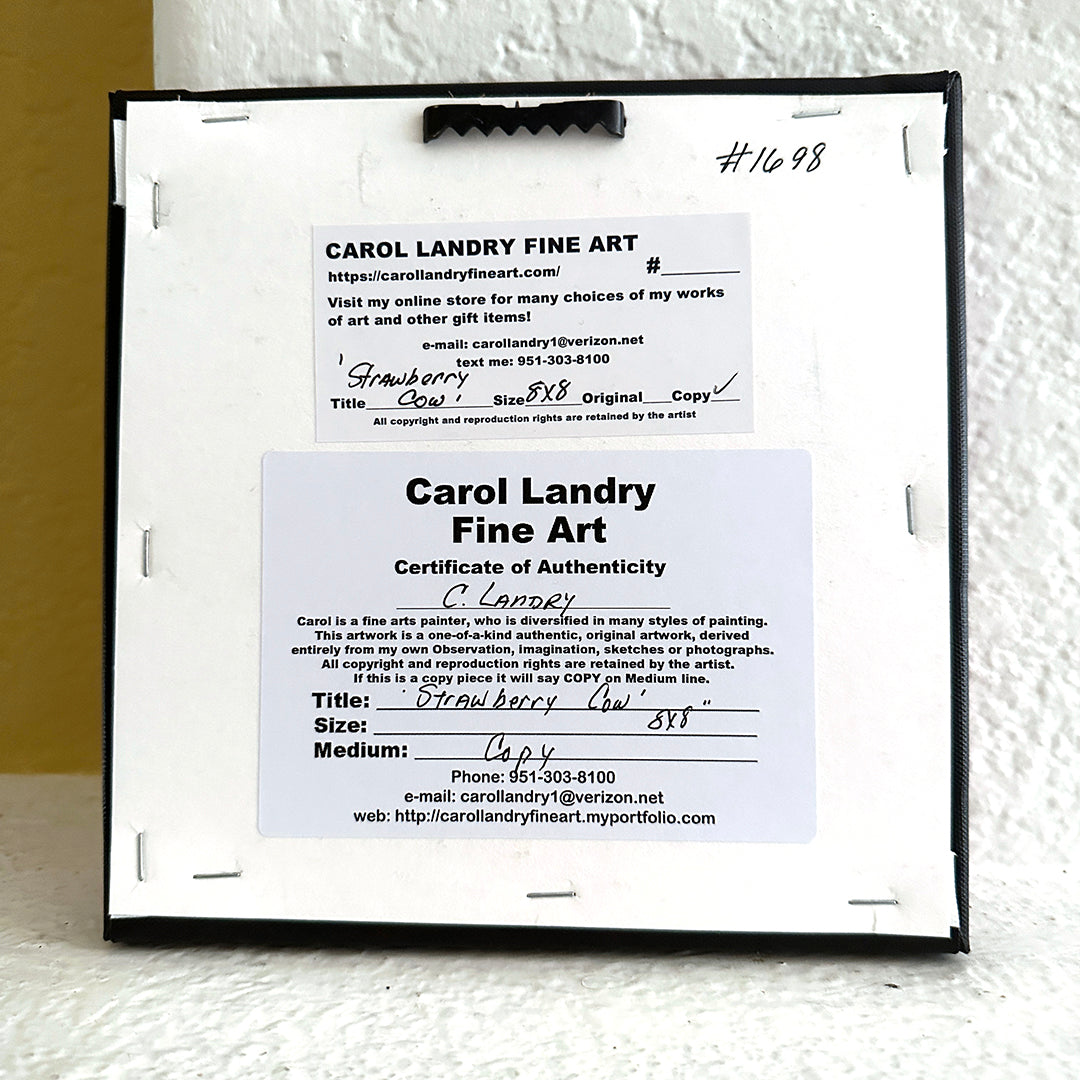 #1698
CAROL LANDRY FINE ART
https://carollandryfineart.com/ #______
Visit my online store for many choices of my works
of art and other gift items!
e-mail: carollandry1@verizon.net
text me: 951-303-8100
'Strawberry
Title Cow' Size 8X8 Original___ Copy ✓
All copyright and reproduction rights are retained by the artist
Carol Landry
Fine Art
Certificate of Authenticity
C. LANDRY
Carol is a fine arts painter, who is diversified in many styles of painting.
This artwork is a one-of-a-kind authentic, original artwork, derived
entirely from my own Observation, imagination, sketches or photographs.
All copyright and reproduction rights are retained by the artist.
If this is a copy piece it will say COPY on Medium line.
Title: 'Strawberry Cow'
Size: 8X8"
Medium: Copy
Phone: 951-303-8100
e-mail: carollandry1@verizon.net
web: http://carollandryfineart.myportfolio.com